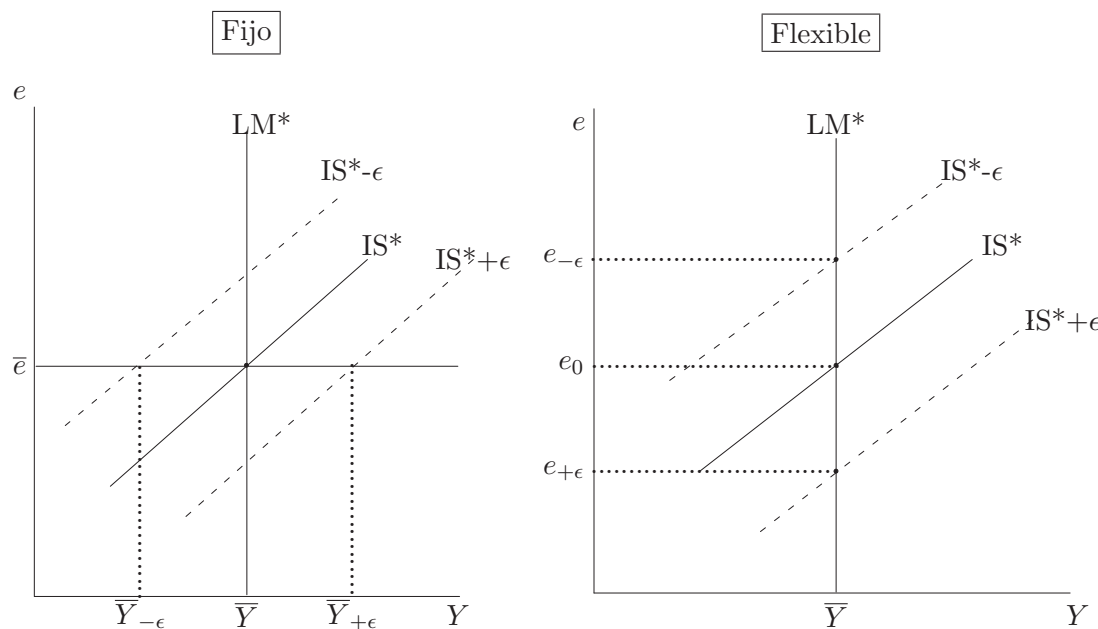 Fijo
e
LM*
IS*-ϵ
IS*
IS*+ϵ
e̅
Y̅₋ϵ
Y̅
Y̅₊ϵ
Y
Flexible
e
LM*
IS*-ϵ
IS*
IS*+ϵ
e₋ϵ
e₀
e₊ϵ
Y̅
Y